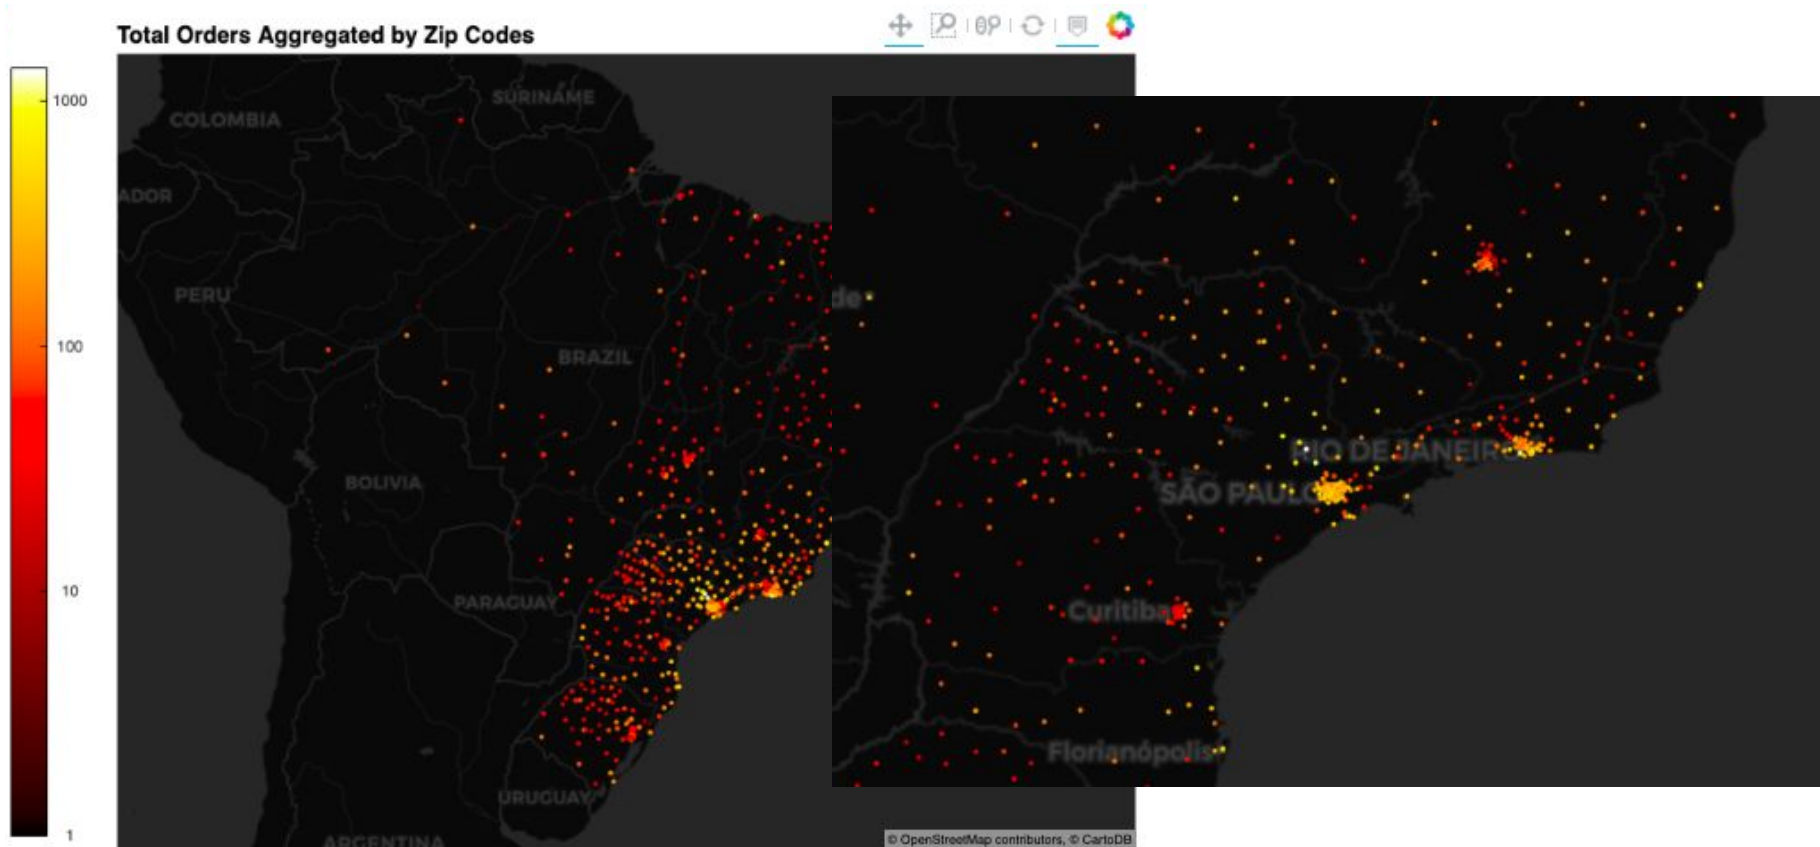 Total Orders Aggregated by Zip Codes
1000
100
10
1
SURINAME
COLOMBIA
ADOR
PERU
BRAZIL
BOLIVIA
PARAGUAY
URUGUAY
ARGENTINA
© OpenStreetMap contributors, © CartoDB
de
RIO DE JANEIRO
SÃO PAULO
Curitiba
Florianópolis